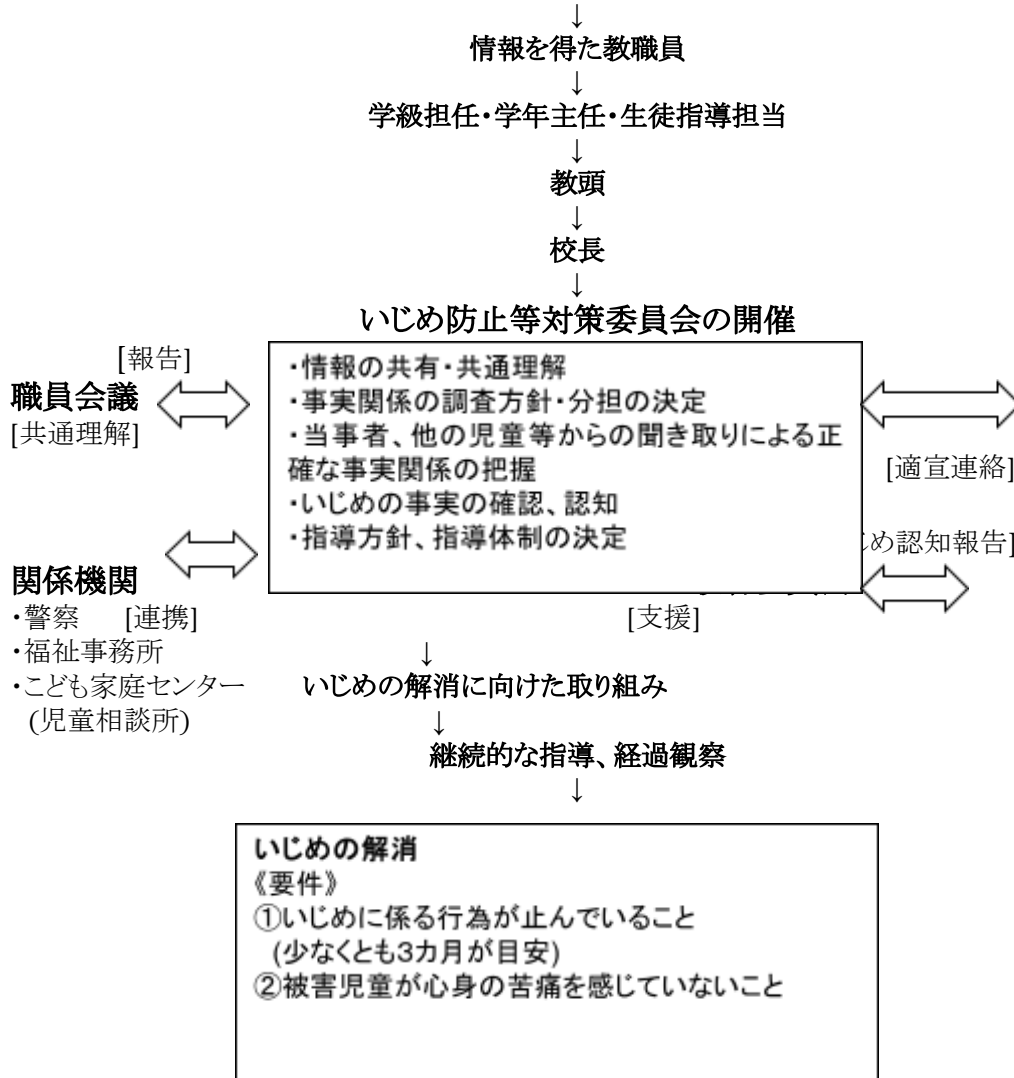 ↓
情報を得た教職員
↓
学級担任・学年主任・生徒指導担当
↓
教頭
↓
校長
↓
いじめ防止等対策委員会の開催
[報告]
職員会議
[共通理解]
・情報の共有・共通理解
・事実関係の調査方針・分担の決定
・当事者、他の児童等からの聞き取りによる正
確な事実関係の把握
・いじめの事実の確認、認知
・指導方針、指導体制の決定
[適宣連絡]
め認知報告]
関係機関
・警察 [連携]
・福祉事務所
・こども家庭センター
(児童相談所)
[支援]
↓
いじめの解消に向けた取り組み
↓
継続的な指導、経過観察
↓
いじめの解消
《要件》
①いじめに係る行為が止んでいること
(少なくとも3カ月が目安)
②被害児童が心身の苦痛を感じていないこと